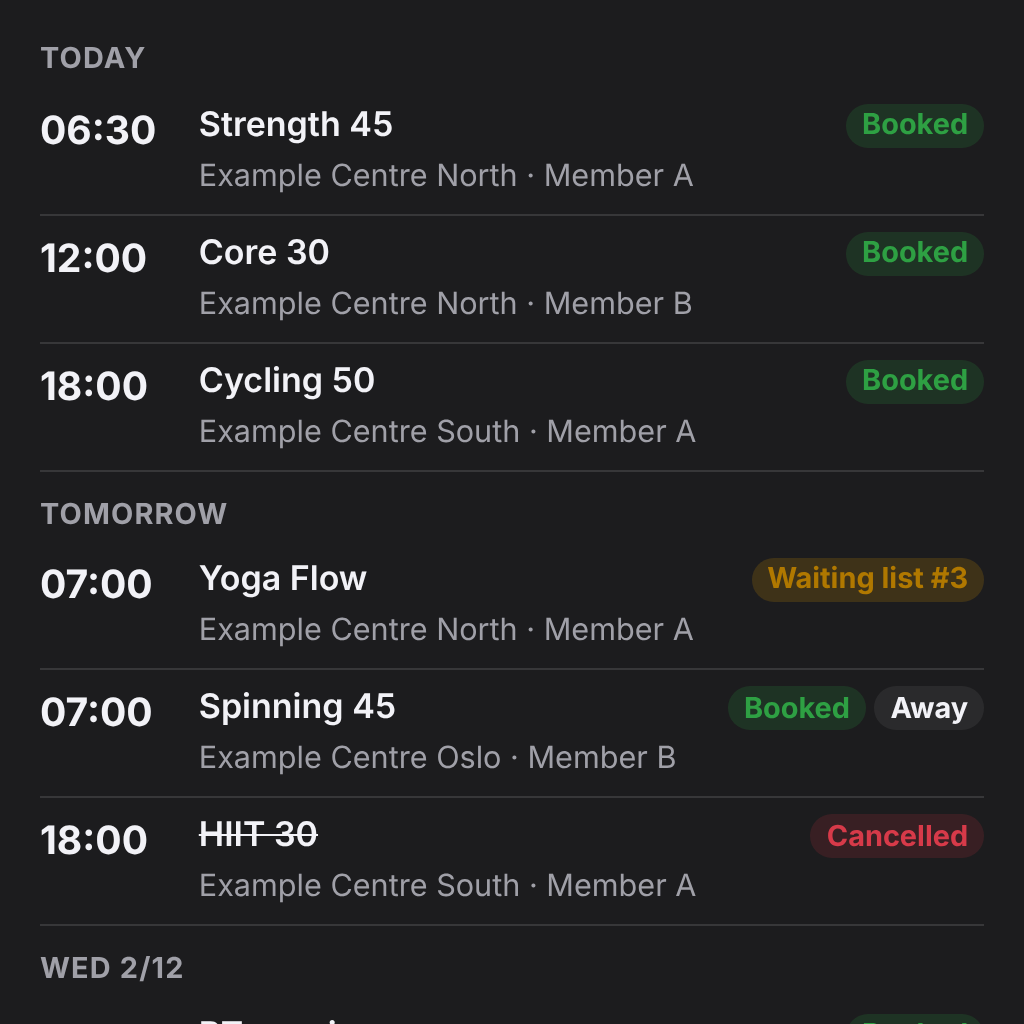 TODAY
06:30 Strength 45 Booked
Example Centre North · Member A
12:00 Core 30 Booked
Example Centre North · Member B
18:00 Cycling 50 Booked
Example Centre South · Member A
TOMORROW
07:00 Yoga Flow Waiting list #3
Example Centre North · Member A
07:00 Spinning 45 Booked Away
Example Centre Oslo · Member B
18:00 HIIT 30 Cancelled
Example Centre South · Member A
WED 2/12